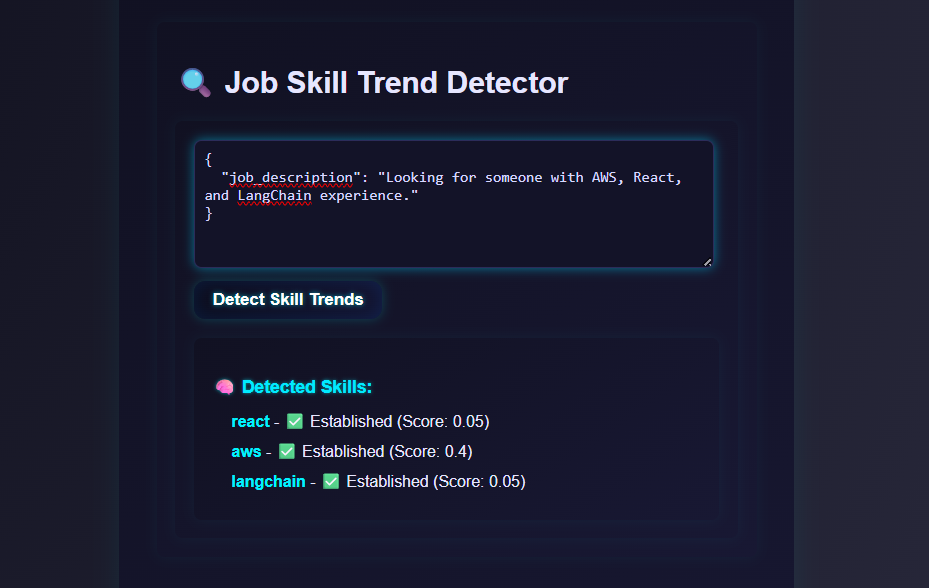 🔍 Job Skill Trend Detector
{
"job_description": "Looking for someone with AWS, React,
and LangChain experience."
}
Detect Skill Trends
🧠 Detected Skills:
react - ✅ Established (Score: 0.05)
aws - ✅ Established (Score: 0.4)
langchain - ✅ Established (Score: 0.05)